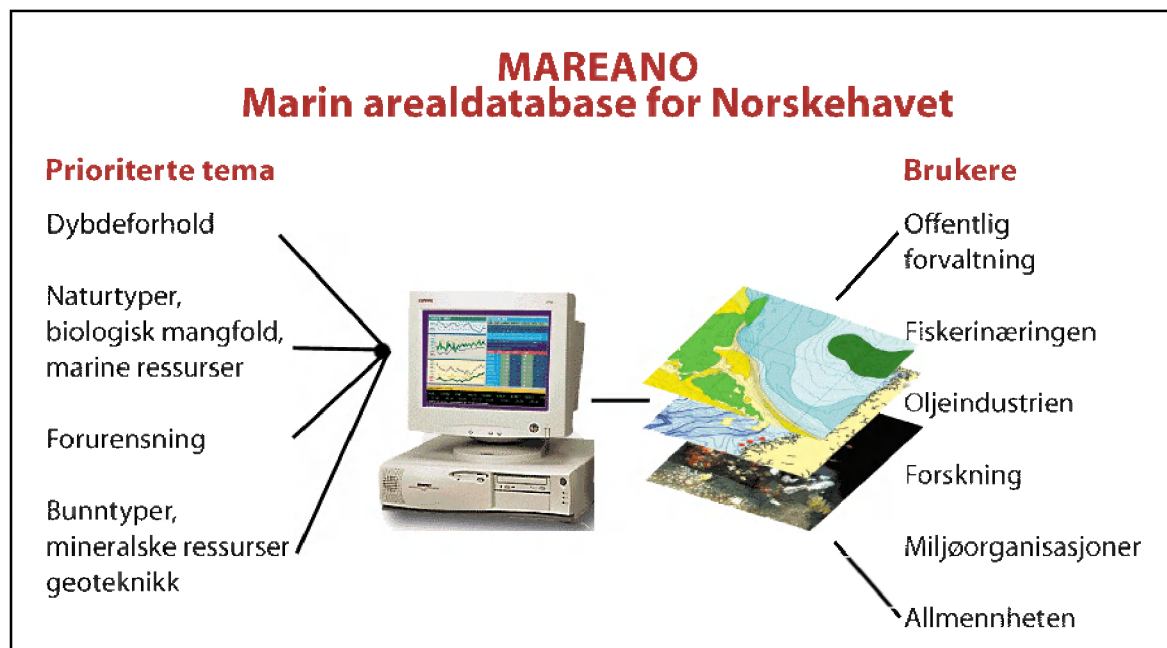 MAREANO
Marin arealdatabase for Norskehavet
Prioriterte tema
Dybdeforhold
Naturtyper,
biologisk mangfold,
marine ressurser
Forurensning
Bunntyper,
mineralske ressurser
geoteknikk
Brukere
Offentlig
forvaltning
Fiskerinæringen
Oljeindustrien
Forskning
Miljøorganisasjoner
Allmennheten